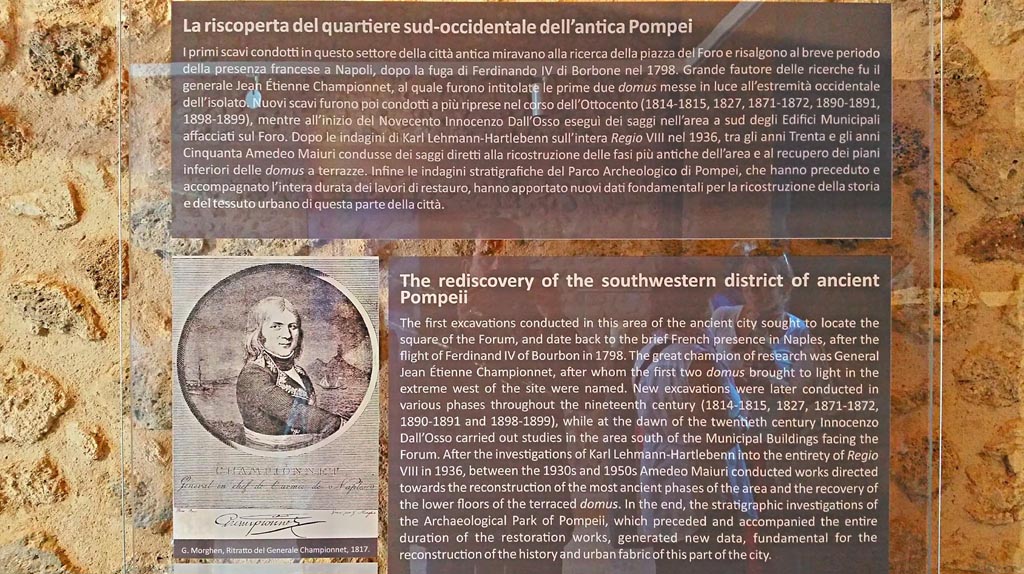 La riscoperta del quartiere sud-occidentale dell'antica Pompei
I primi scavi condotti in questo settore della città antica miravano alla ricerca della piazza del Foro e risalgono al breve periodo
della presenza francese a Napoli, dopo la fuga di Ferdinando IV di Borbone nel 1798. Grande fautore delle ricerche fu il
generale Jean Étienne Championnet, al quale furono intitolate le prime due domus messe in luce all'estremità occidentale
dell'isolato. Nuovi scavi furono poi condotti a più riprese nel corso dell'Ottocento (1814-1815, 1827, 1871-1872, 1890-1891,
1898-1899), mentre all'inizio del Novecento Innocenzo Dall'Osso eseguì dei saggi nell'area a sud degli Edifici Municipali
affacciati sul Foro. Dopo le indagini di Karl Lehmann-Hartlebenn sull'intera Regio VIII nel 1936, tra gli anni Trenta e gli anni
Cinquanta Amedeo Maiuri condusse dei saggi diretti alla ricostruzione delle fasi più antiche dell'area e al recupero dei piani
inferiori delle domus a terrazze. Infine le indagini stratigrafiche del Parco Archeologico di Pompei, che hanno preceduto e
accompagnato l'intera durata dei lavori di restauro, hanno apportato nuovi dati fondamentali per la ricostruzione della storia
e del tessuto urbano di questa parte della città.
The rediscovery of the southwestern district of ancient
Pompeii
The first excavations conducted in this area of the ancient city sought to locate the
square of the Forum, and date back to the brief French presence in Naples, after the
flight of Ferdinand IV of Bourbon in 1798. The great champion of research was General
Jean Étienne Championnet, after whom the first two domus brought to light in the
extreme west of the site were named. New excavations were later conducted in
various phases throughout the nineteenth century (1814-1815, 1827, 1871-1872,
1890-1891 and 1898-1899), while at the dawn of the twentieth century Innocenzo
Dall'Osso carried out studies in the area south of the Municipal Buildings facing the
Forum. After the investigations of Karl Lehmann-Hartlebenn into the entirety of Regio
VIII in 1936, between the 1930s and 1950s Amedeo Maiuri conducted works directed
towards the reconstruction of the most ancient phases of the area and the recovery of
the lower floors of the terraced domus. In the end, the stratigraphic investigations of
the Archaeological Park of Pompeii, which preceded and accompanied the entire
duration of the restoration works, generated new data, fundamental for the
reconstruction of the history and urban fabric of this part of the city.
CHAMPIONNET
Général en chef de l'armée de Naples
Championnet
G. Morghen, Ritratto del Generale Championnet, 1817.